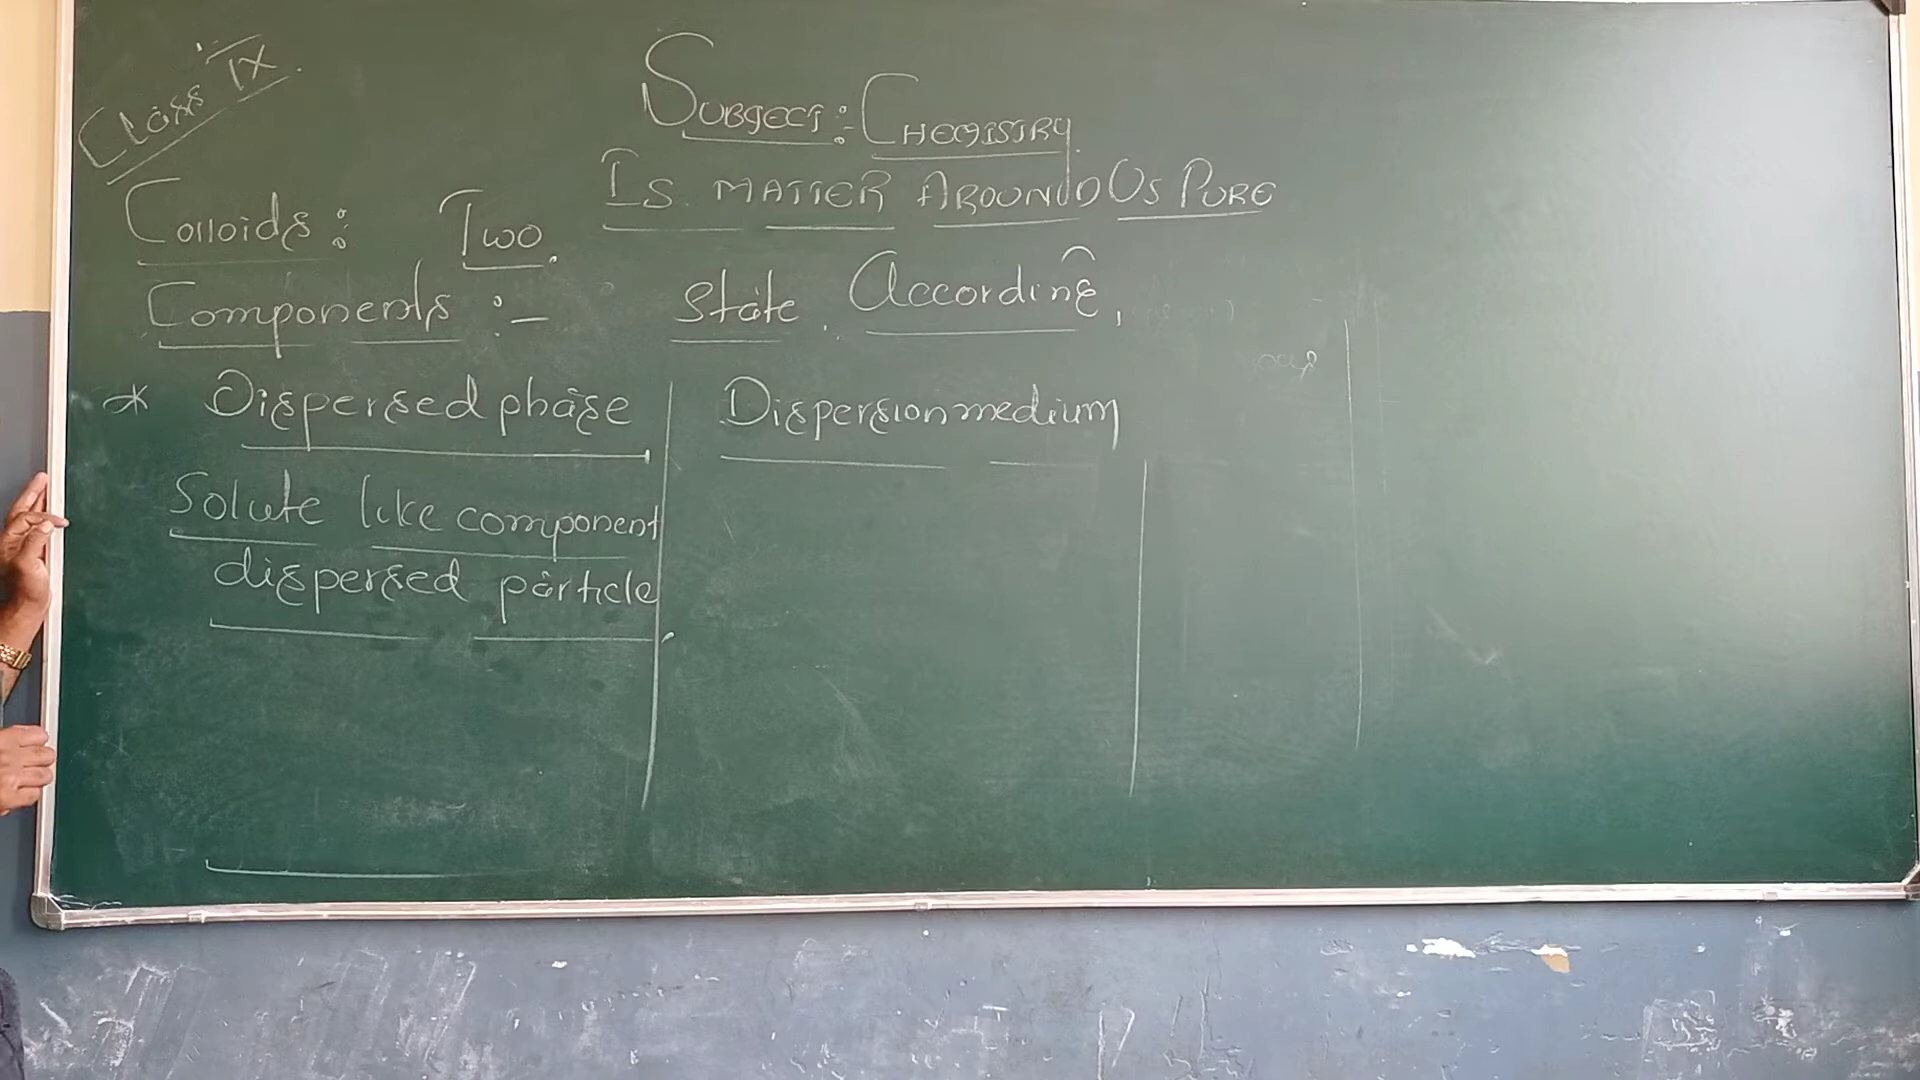 Class IX.
SUBJECT:- CHEMISTRY.
IS MATTER AROUND US PURE
Colloids: Two.
Components :- State. According,
* Dispersed phase Dispersion medium
Solute like component
dispersed particle